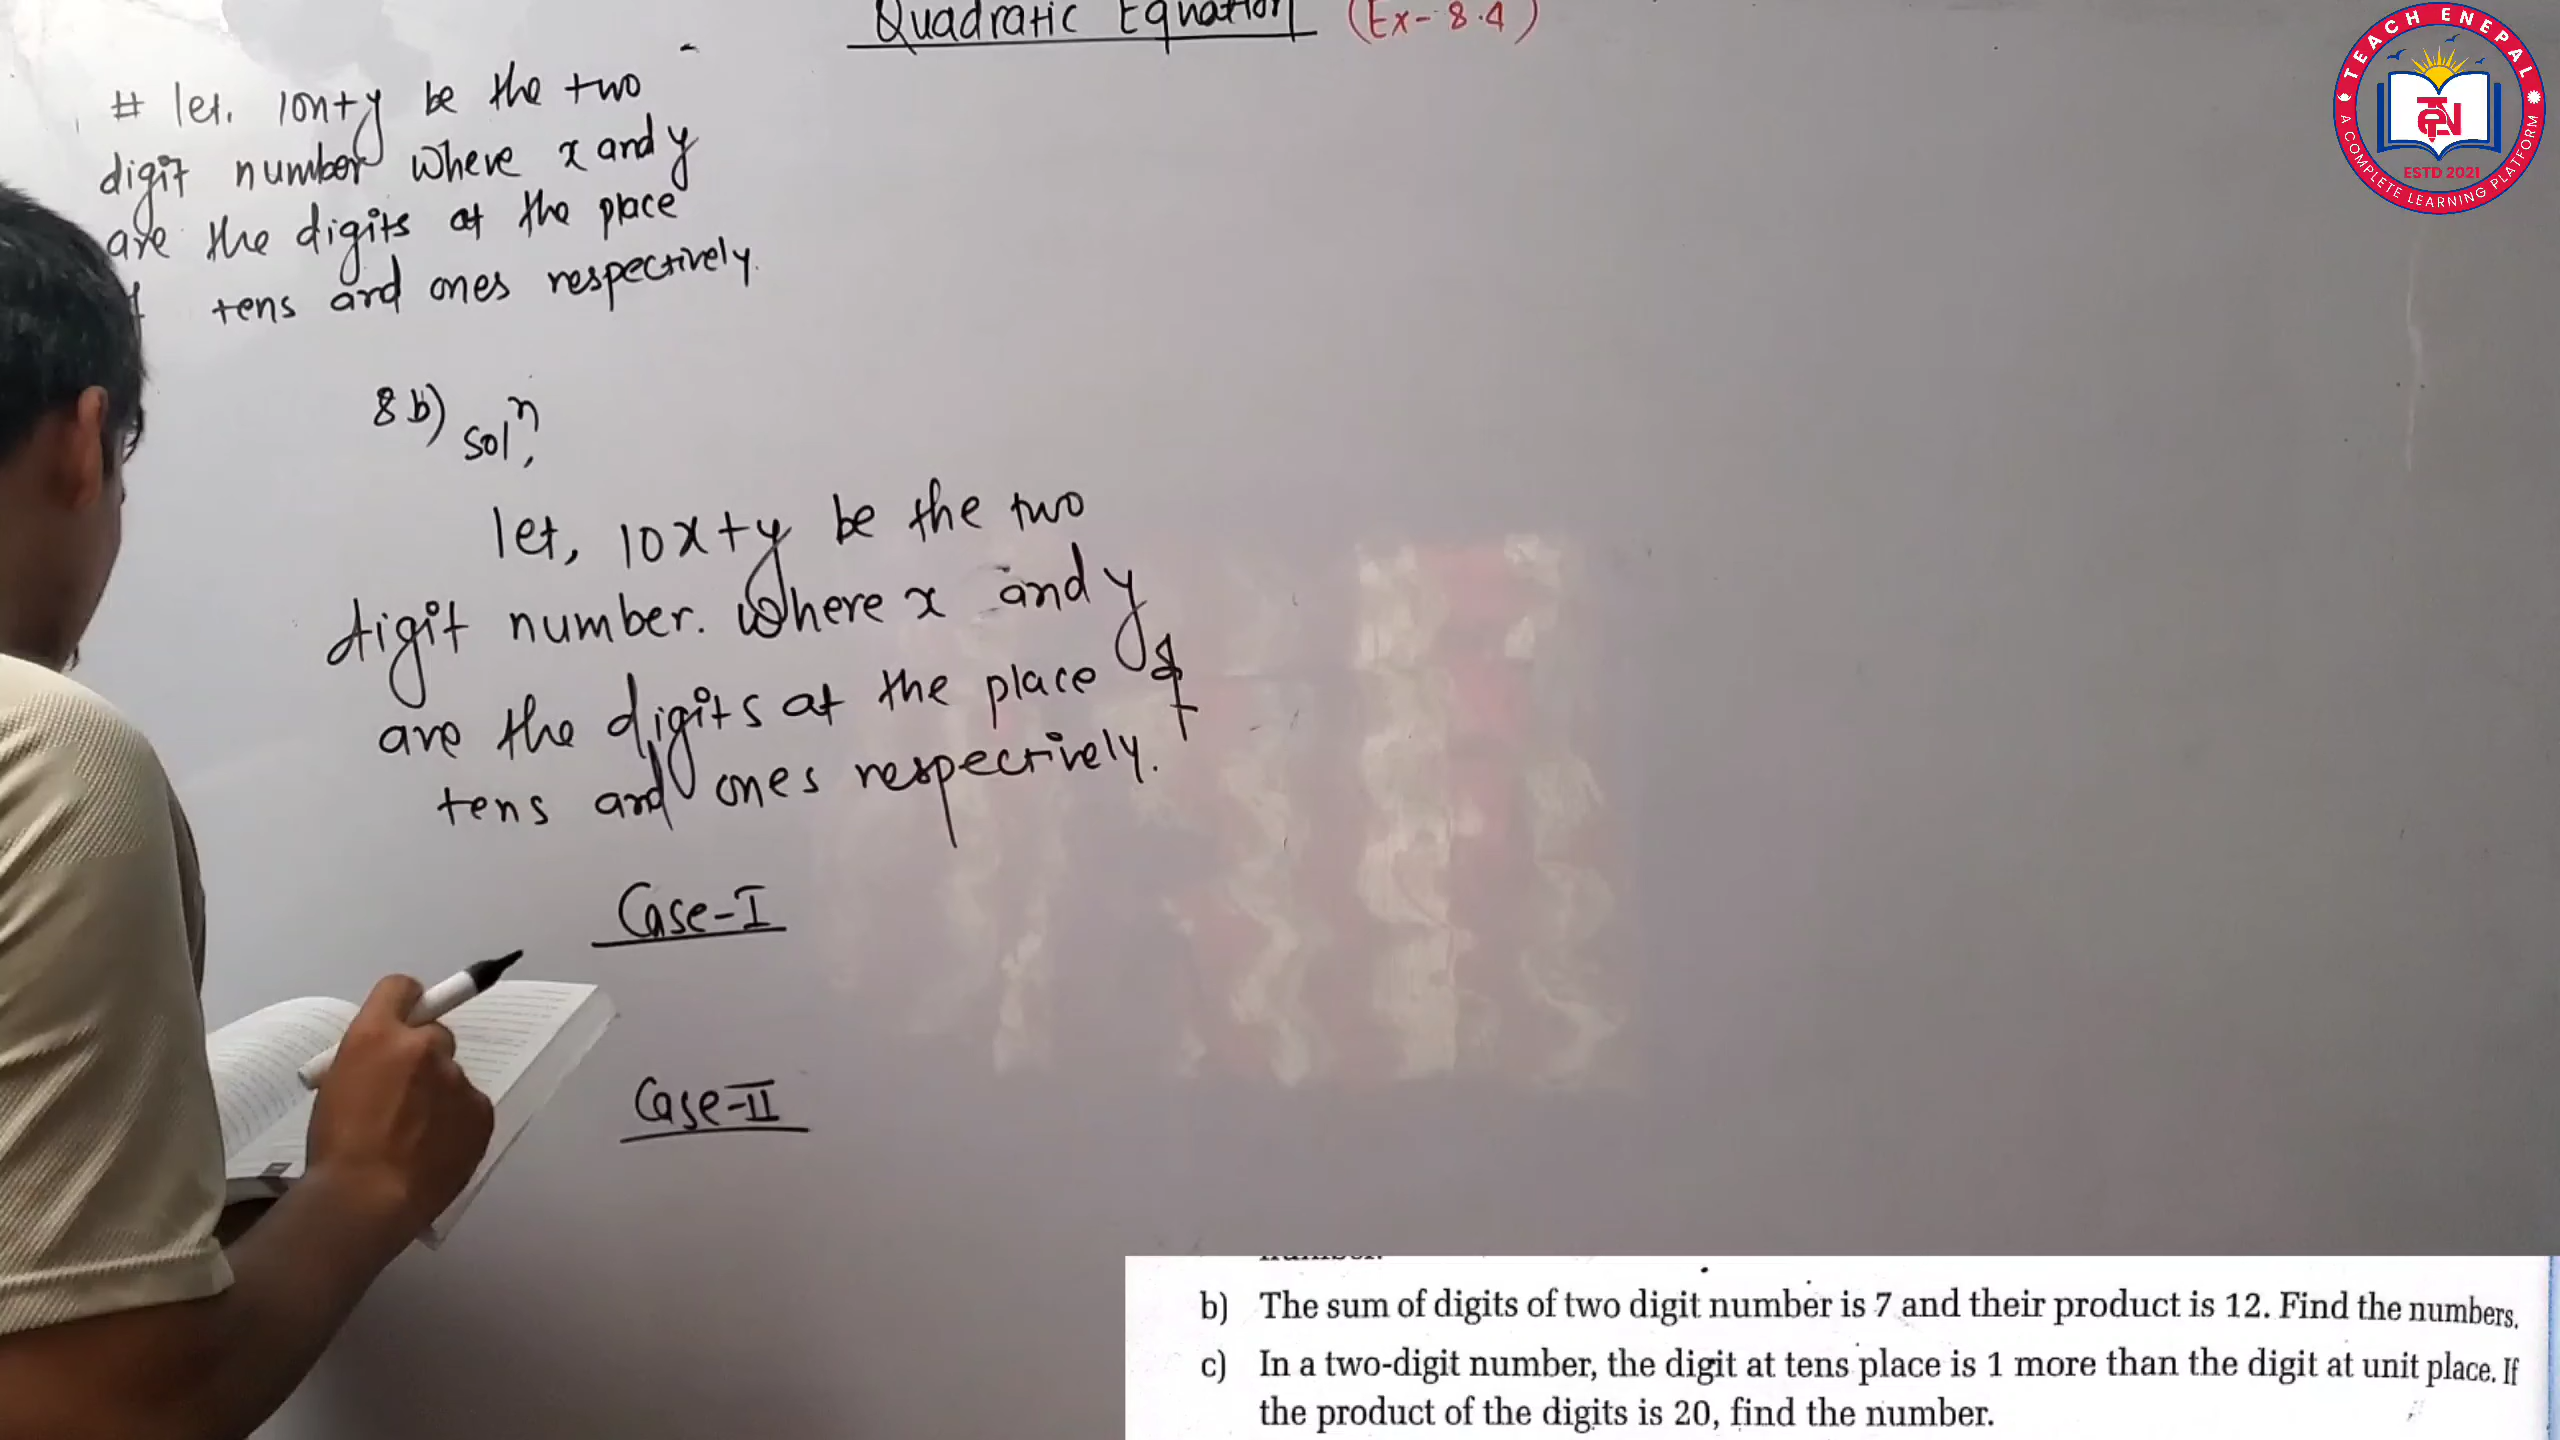 Quadratic Equation (Ex-8.4)
# let. 10x+y be the two
digit number where x and y
are the digits at the place
tens and ones respectively.
8b) Solⁿ,
let, 10x+y be the two
digit number. Where x and y
are the digits at the place of
tens and ones respectively.
Case-I
Case-II
TEACH ENEPAL
TEN
ESTD 2021
A COMPLETE LEARNING PLATFORM
b) The sum of digits of two digit number is 7 and their product is 12. Find the numbers.
c) In a two-digit number, the digit at tens place is 1 more than the digit at unit place. If
the product of the digits is 20, find the number.